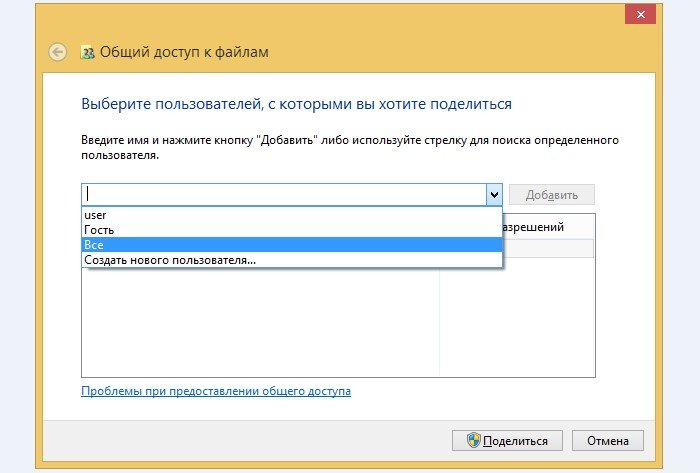 Общий доступ к файлам
Выберите пользователей, с которыми вы хотите поделиться
Введите имя и нажмите кнопку "Добавить" либо используйте стрелку для поиска определенного
пользователя.
Добавить
user
Гость
азрешений
Все
Создать нового пользователя...
Проблемы при предоставлении общего доступа
Поделиться
Отмена